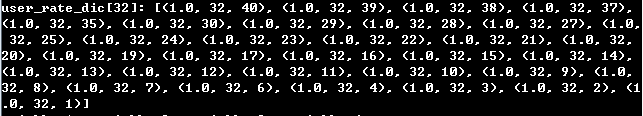 user_rate_dic[32]: [(1.0, 32, 40), (1.0, 32, 39), (1.0, 32, 38), (1.0, 32, 37),
(1.0, 32, 35), (1.0, 32, 30), (1.0, 32, 29), (1.0, 32, 28), (1.0, 32, 27), (1.0,
32, 25), (1.0, 32, 24), (1.0, 32, 23), (1.0, 32, 22), (1.0, 32, 21), (1.0, 32,
20), (1.0, 32, 19), (1.0, 32, 17), (1.0, 32, 16), (1.0, 32, 15), (1.0, 32, 14),
(1.0, 32, 13), (1.0, 32, 12), (1.0, 32, 11), (1.0, 32, 10), (1.0, 32, 9), (1.0,
32, 8), (1.0, 32, 7), (1.0, 32, 6), (1.0, 32, 4), (1.0, 32, 3), (1.0, 32, 2), (1
.0, 32, 1)]